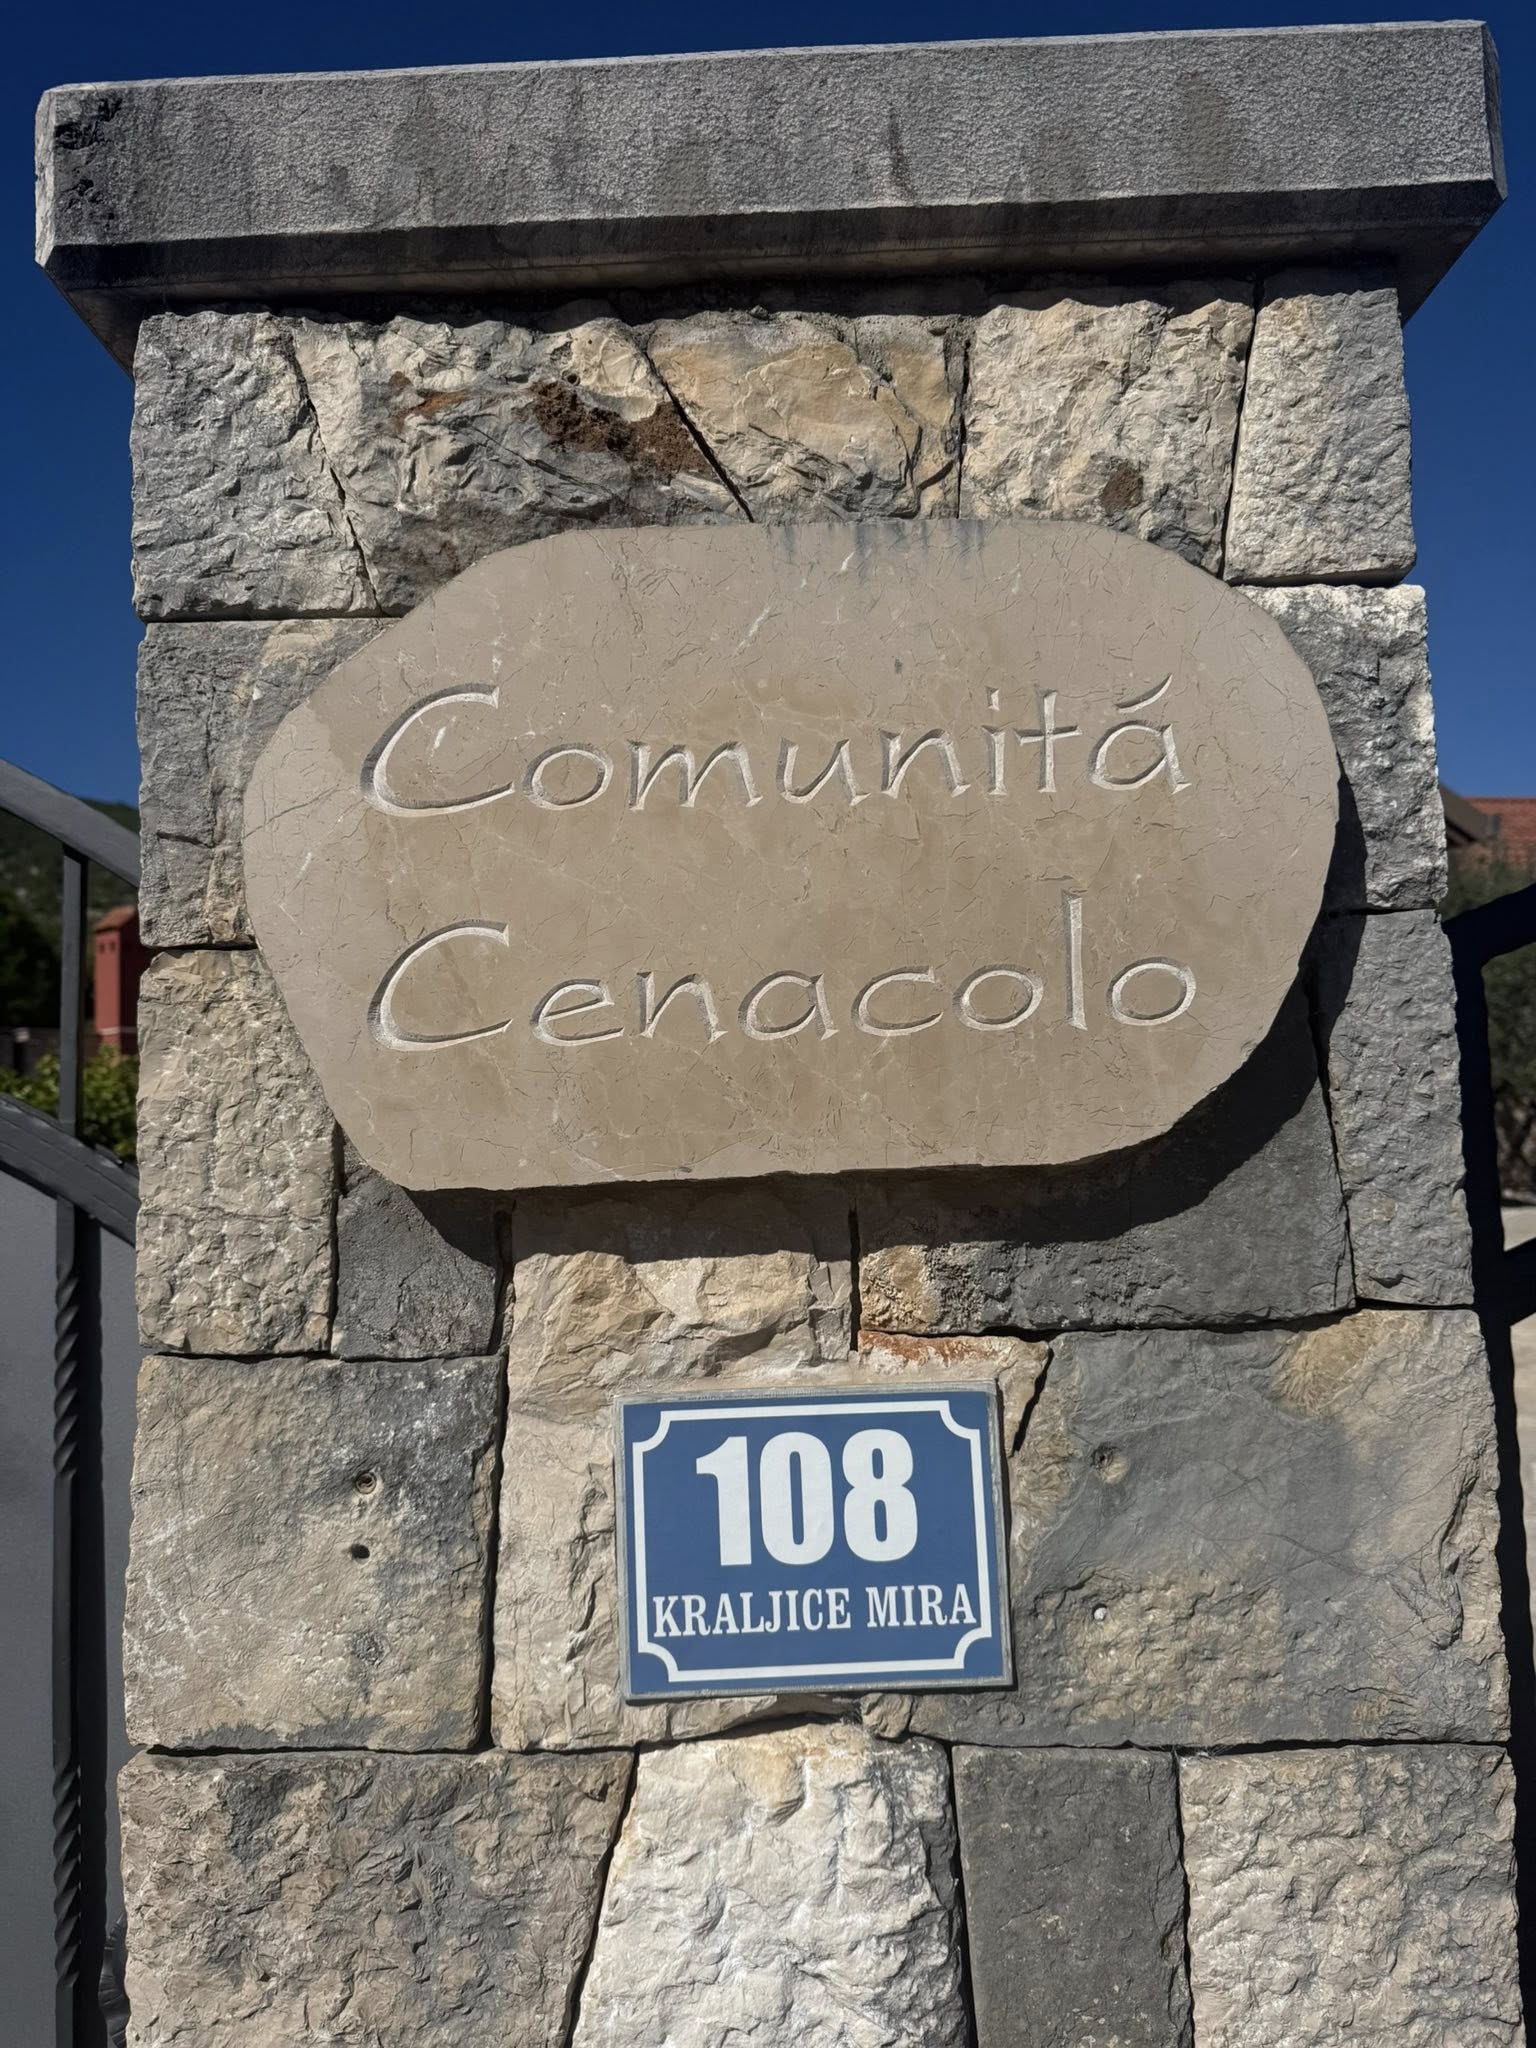 Comunitá
Cenacolo
108
KRALJICE MIRA